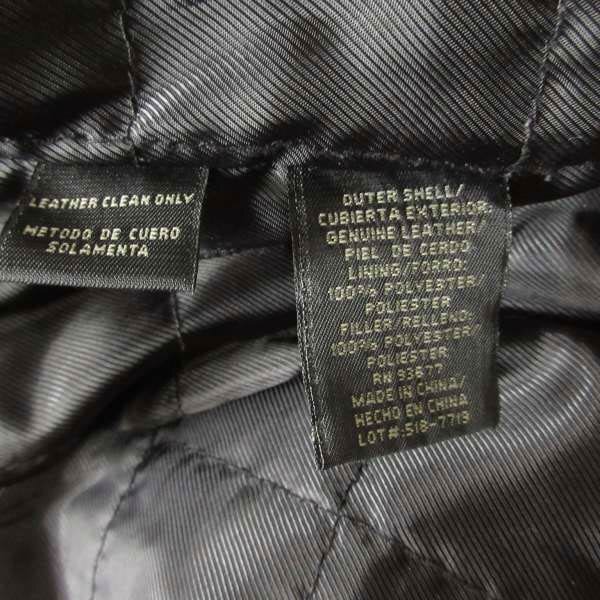 LEATHER CLEAN ONLY
METODO DE CUERO
SOLAMENTA
OUTER SHELL/
CUBIERTA EXTERIOR:
GENUINE LEATHER/
PIEL DE CERDO
LINING/FORRO:
100% POLYESTER/
POLIESTER
FILLER/RELLENO:
100% POLYESTER/
POLIESTER
RN 93677
MADE IN CHINA/
HECHO EN CHINA
LOT#:518-7719